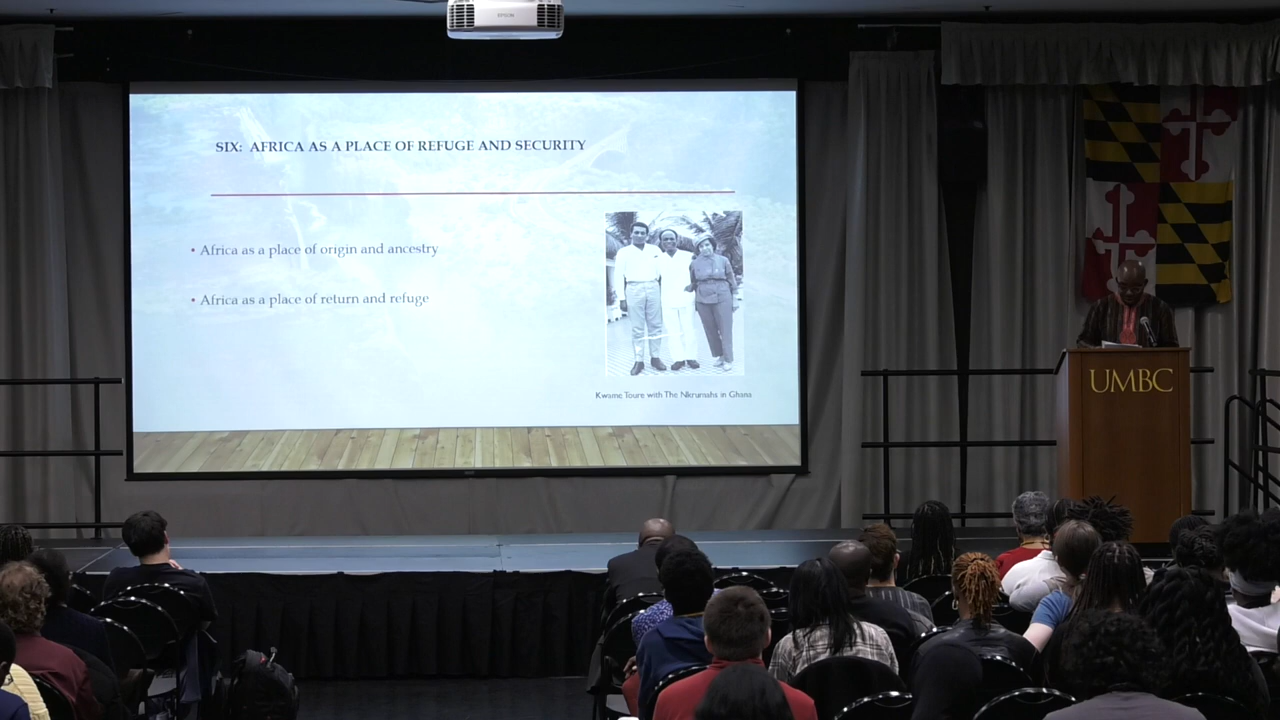 EPSON
SIX: AFRICA AS A PLACE OF REFUGE AND SECURITY
• Africa as a place of origin and ancestry
• Africa as a place of return and refuge
Kwame Toure with The Nkrumahs in Ghana
UMBC